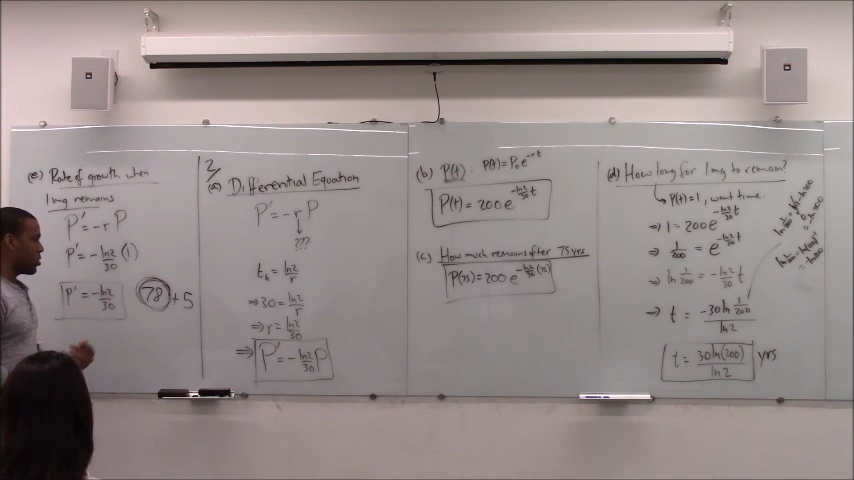 (e) Rate of growth when
1mg remains
P' = -r P
P' = -ln2/30 (1)
P' = -ln2/30
78 + 5
2/
(a) Differential Equation
P' = -r P
???
t_h = ln2/r
⇒ 30 = ln2/r
⇒ r = ln2/30
⇒ P' = -ln2/30 P
(b) P(t) : P(t) = P₀e^(-rt)
P(t) = 200 e^(-ln2/30 t)
(c) How much remains after 75 yrs
P(75) = 200 e^(-ln2/30 (75))
(d) How long for 1mg to remain?
P(t) = 1, want time.
⇒ 1 = 200 e^(-ln2/30 t)
⇒ 1/200 = e^(-ln2/30 t)
⇒ ln 1/200 = -ln2/30 t
⇒ t = -30 ln 1/200 / ln2
t = 30 ln(200) / ln2 yrs